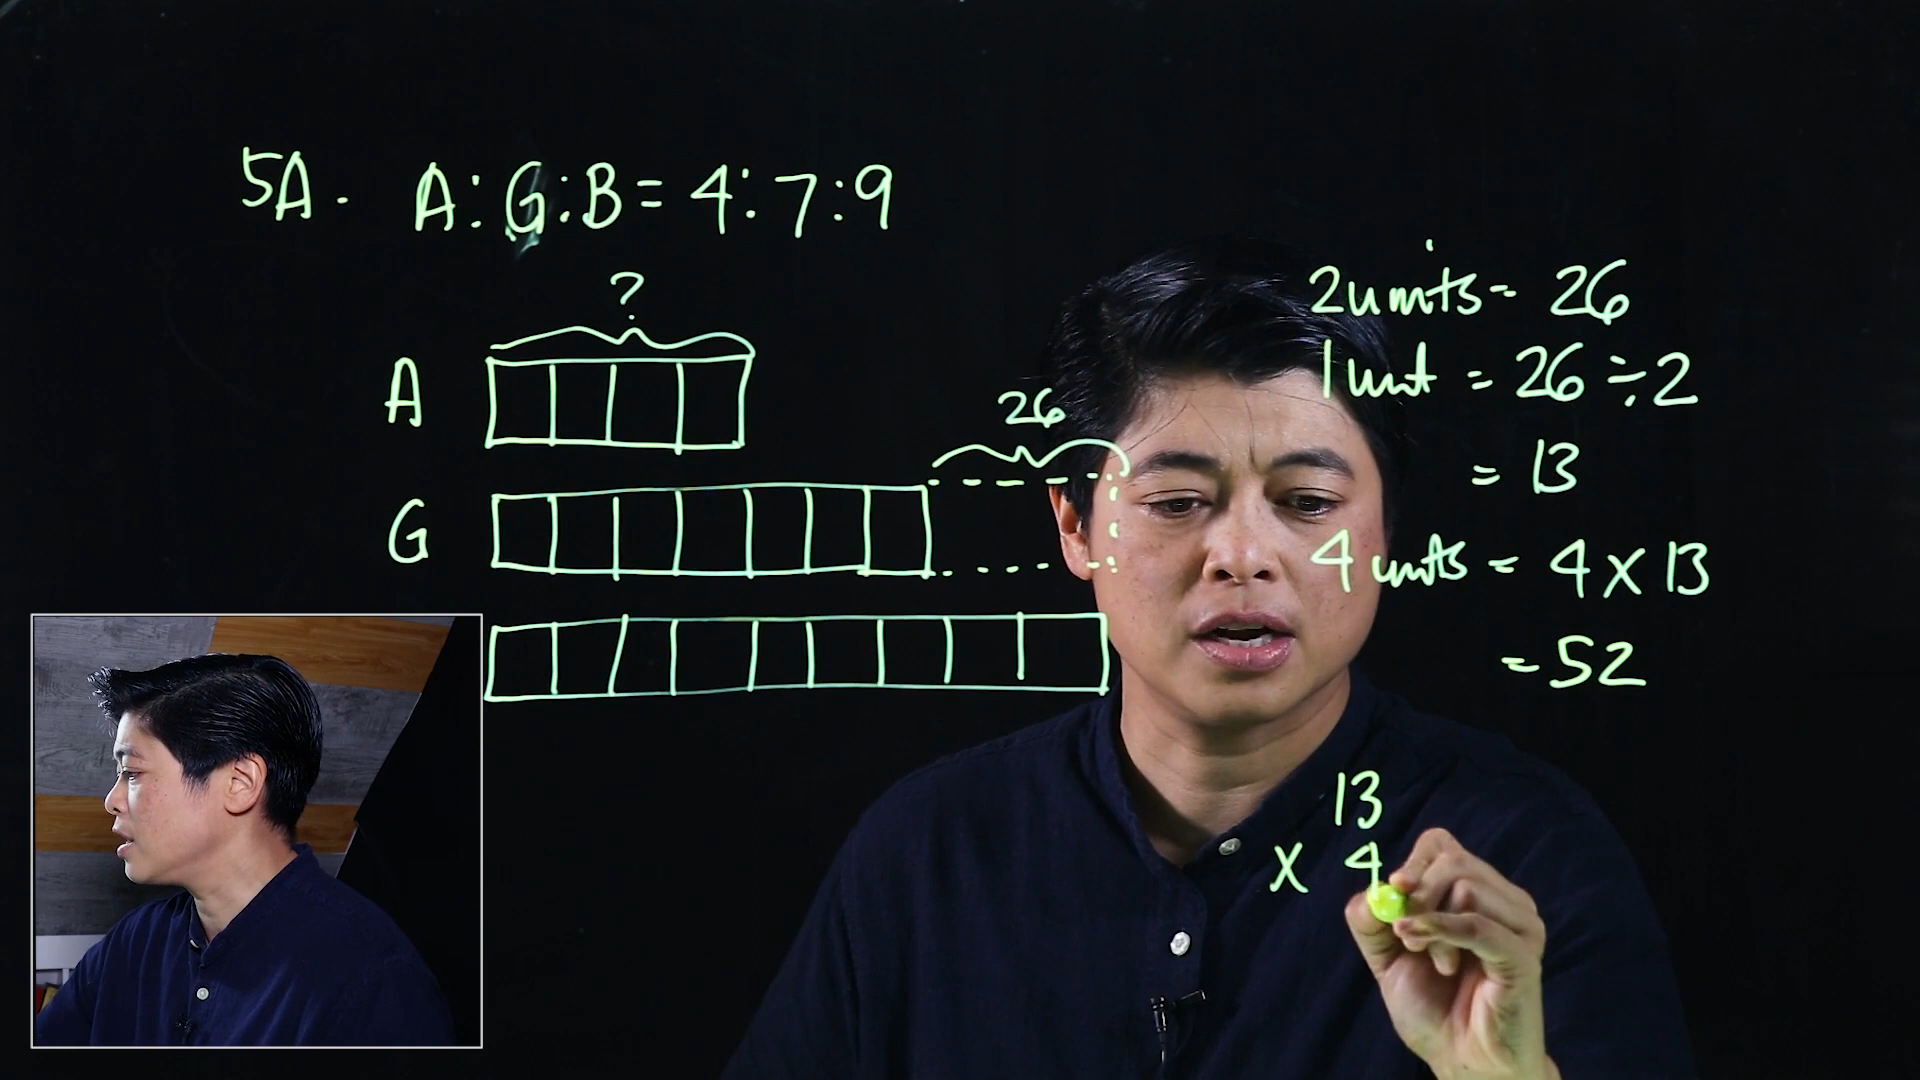 5A. A:G:B = 4:7:9
?
A
26
G
2 units = 26
1 unit = 26 ÷ 2
= 13
4 units = 4 x 13
= 52
13
x 4